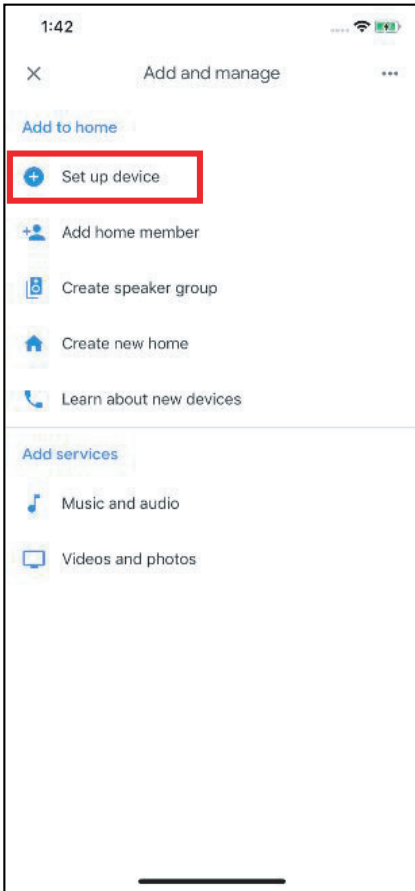 1:42
Add and manage
Add to home
Set up device
Add home member
Create speaker group
Create new home
Learn about new devices
Add services
Music and audio
Videos and photos